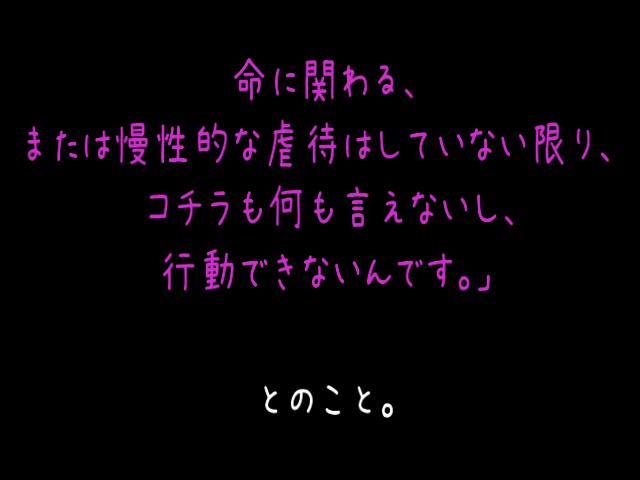 命に関わる、
または慢性的な虐待はしていない限り、
コチラも何も言えないし、
行動できないんです。」
とのこと。